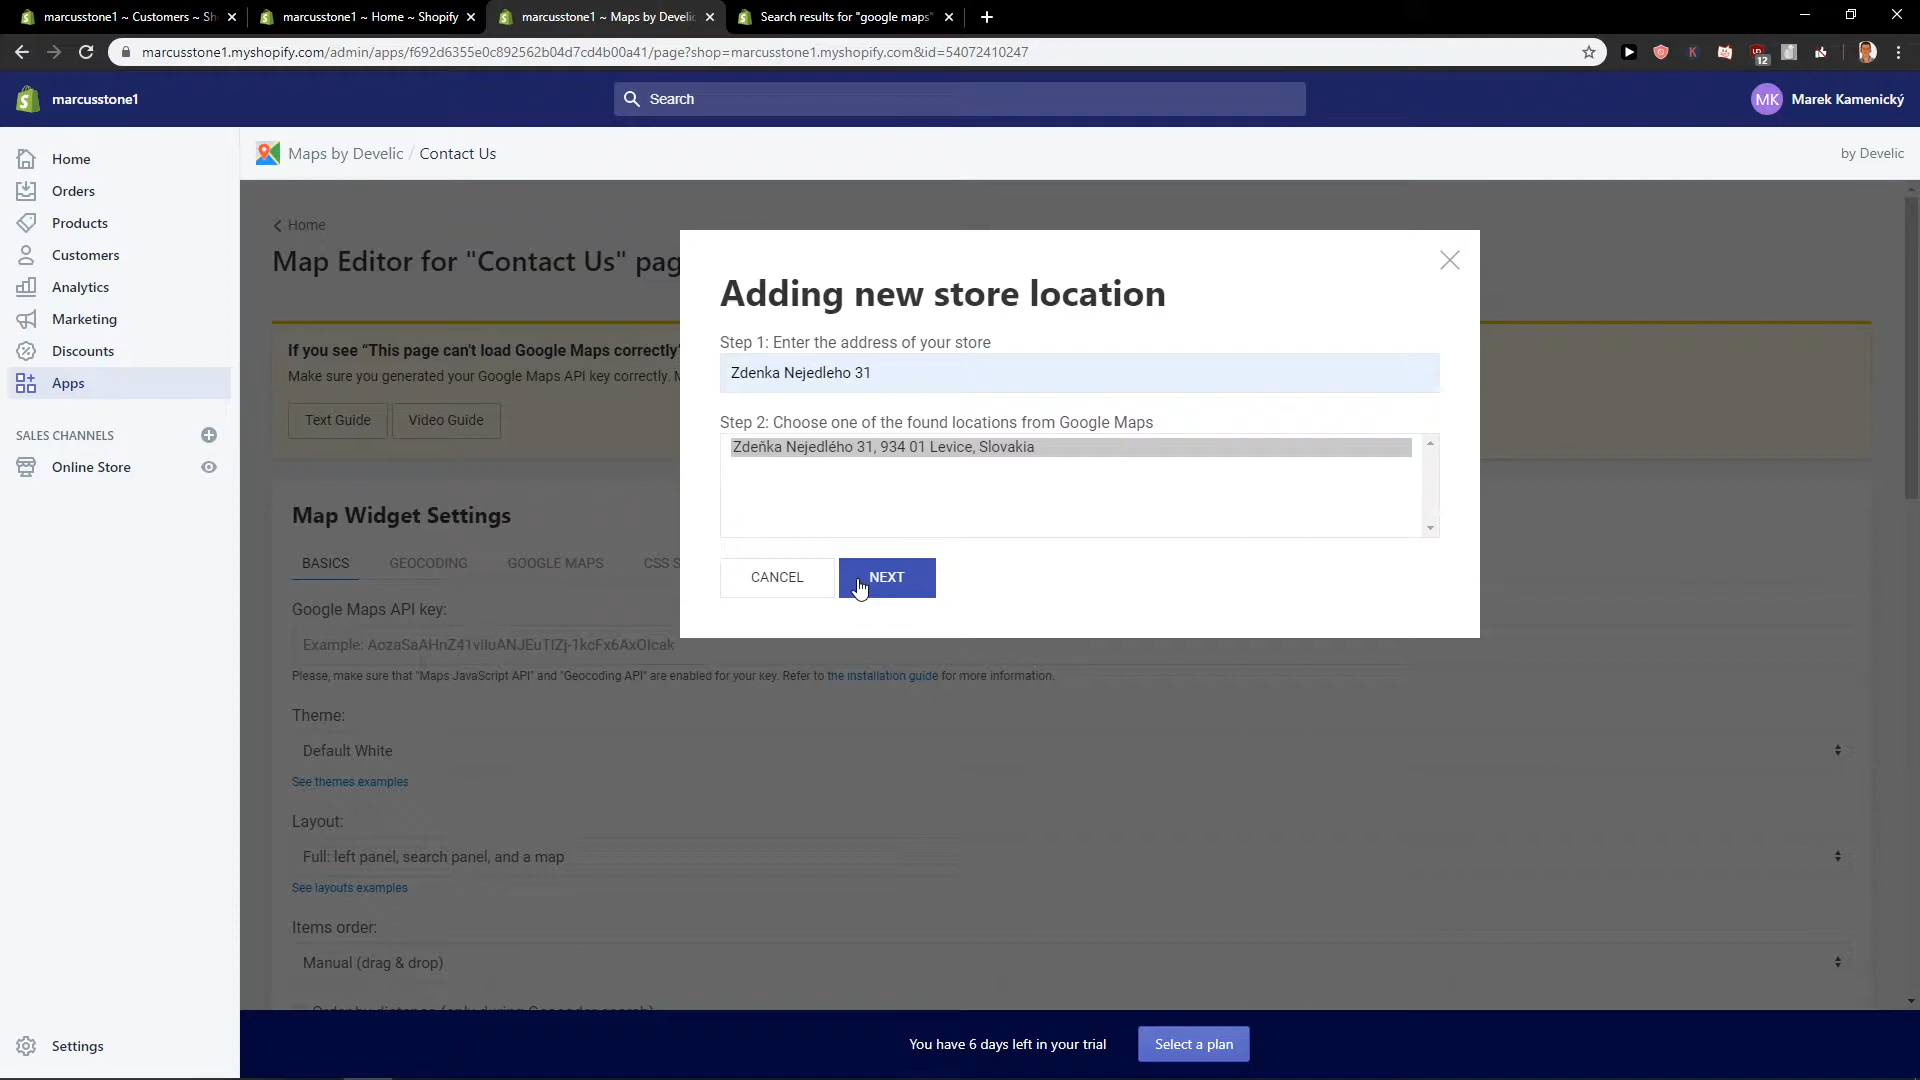 marcusstone1 ~ Customers ~ Sh
marcusstone1 ~ Home ~ Shopify
marcusstone1 ~ Maps by Develic
Search results for "google maps"
marcusstone1.myshopify.com/admin/apps/f692d6355e0c892562b04d7cd4b00a41/page?shop=marcusstone1.myshopify.com&id=54072410247
12
marcusstone1
Search
MK
Marek Kamenický
Home
Orders
Products
Customers
Analytics
Marketing
Discounts
Apps
SALES CHANNELS
Online Store
Settings
Maps by Develic / Contact Us
by Develic
Home
Map Editor for "Contact Us" pag
If you see “This page can't load Google Maps correctly”
Make sure you generated your Google Maps API key correctly.
Text Guide
Video Guide
Map Widget Settings
BASICS
GEOCODING
GOOGLE MAPS
CSS S
Google Maps API key:
Example:
Please, make sure that "Maps JavaScript API" and "Geocoding API" are enabled for your key. Refer to the installation guide for more information.
Theme:
Default White
See themes examples
Layout:
Full: left panel, search panel, and a map
See layouts examples
Items order:
Manual (drag & drop)
Order by distance (only during Geocoder search)
Adding new store location
Step 1: Enter the address of your store
Zdenka Nejedleho 31
Step 2: Choose one of the found locations from Google Maps
Zdeňka Nejedlého 31, 934 01 Levice, Slovakia
CANCEL
NEXT
You have 6 days left in your trial
Select a plan